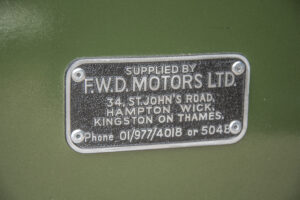 SUPPLIED BY
F.W.D. MOTORS LTD.
34, ST. JOHN'S ROAD,
HAMPTON WICK,
KINGSTON ON THAMES.
Phone 01/977/4018 or 5048